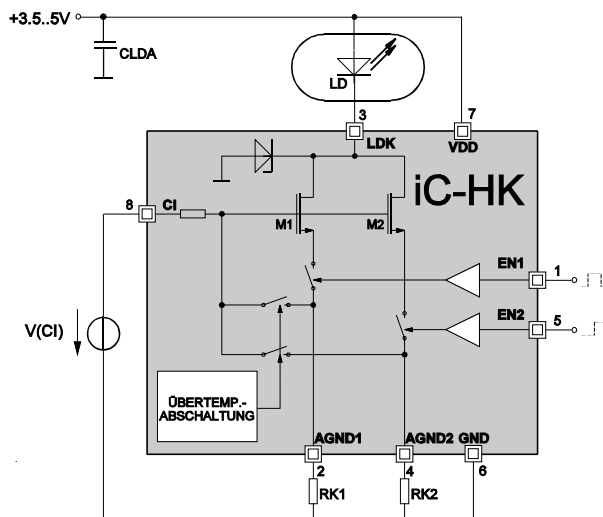 +3.5..5V
CLDA
LD
3
7
LDK
VDD
iC-HK
8
CI
M1
M2
EN1
1
EN2
5
V(CI)
ÜBERTEMP.-
ABSCHALTUNG
AGND1
AGND2
GND
2
4
6
RK1
RK2